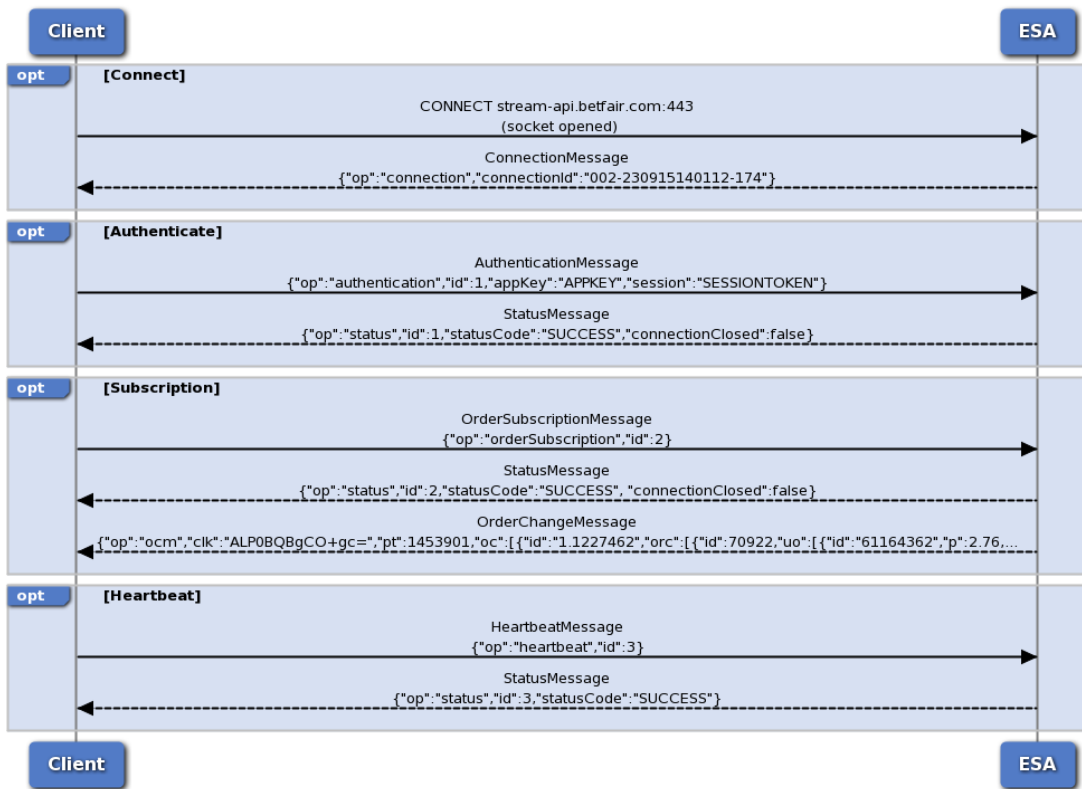 Client ESA
opt [Connect]
CONNECT stream-api.betfair.com:443
(socket opened)
ConnectionMessage
{"op":"connection","connectionId":"002-230915140112-174"}
opt [Authenticate]
AuthenticationMessage
{"op":"authentication","id":1,"appKey":"APPKEY","session":"SESSIONTOKEN"}
StatusMessage
{"op":"status","id":1,"statusCode":"SUCCESS","connectionClosed":false}
opt [Subscription]
OrderSubscriptionMessage
{"op":"orderSubscription","id":2}
StatusMessage
{"op":"status","id":2,"statusCode":"SUCCESS", "connectionClosed":false}
OrderChangeMessage
{"op":"ocm","clk":"ALP0BQBgCO+gc=","pt":1453901,"oc":[{"id":"1.1227462","orc":[{"id":70922,"uo":[{"id":"61164362","p":2.76,...
opt [Heartbeat]
HeartbeatMessage
{"op":"heartbeat","id":3}
StatusMessage
{"op":"status","id":3,"statusCode":"SUCCESS"}
Client ESA